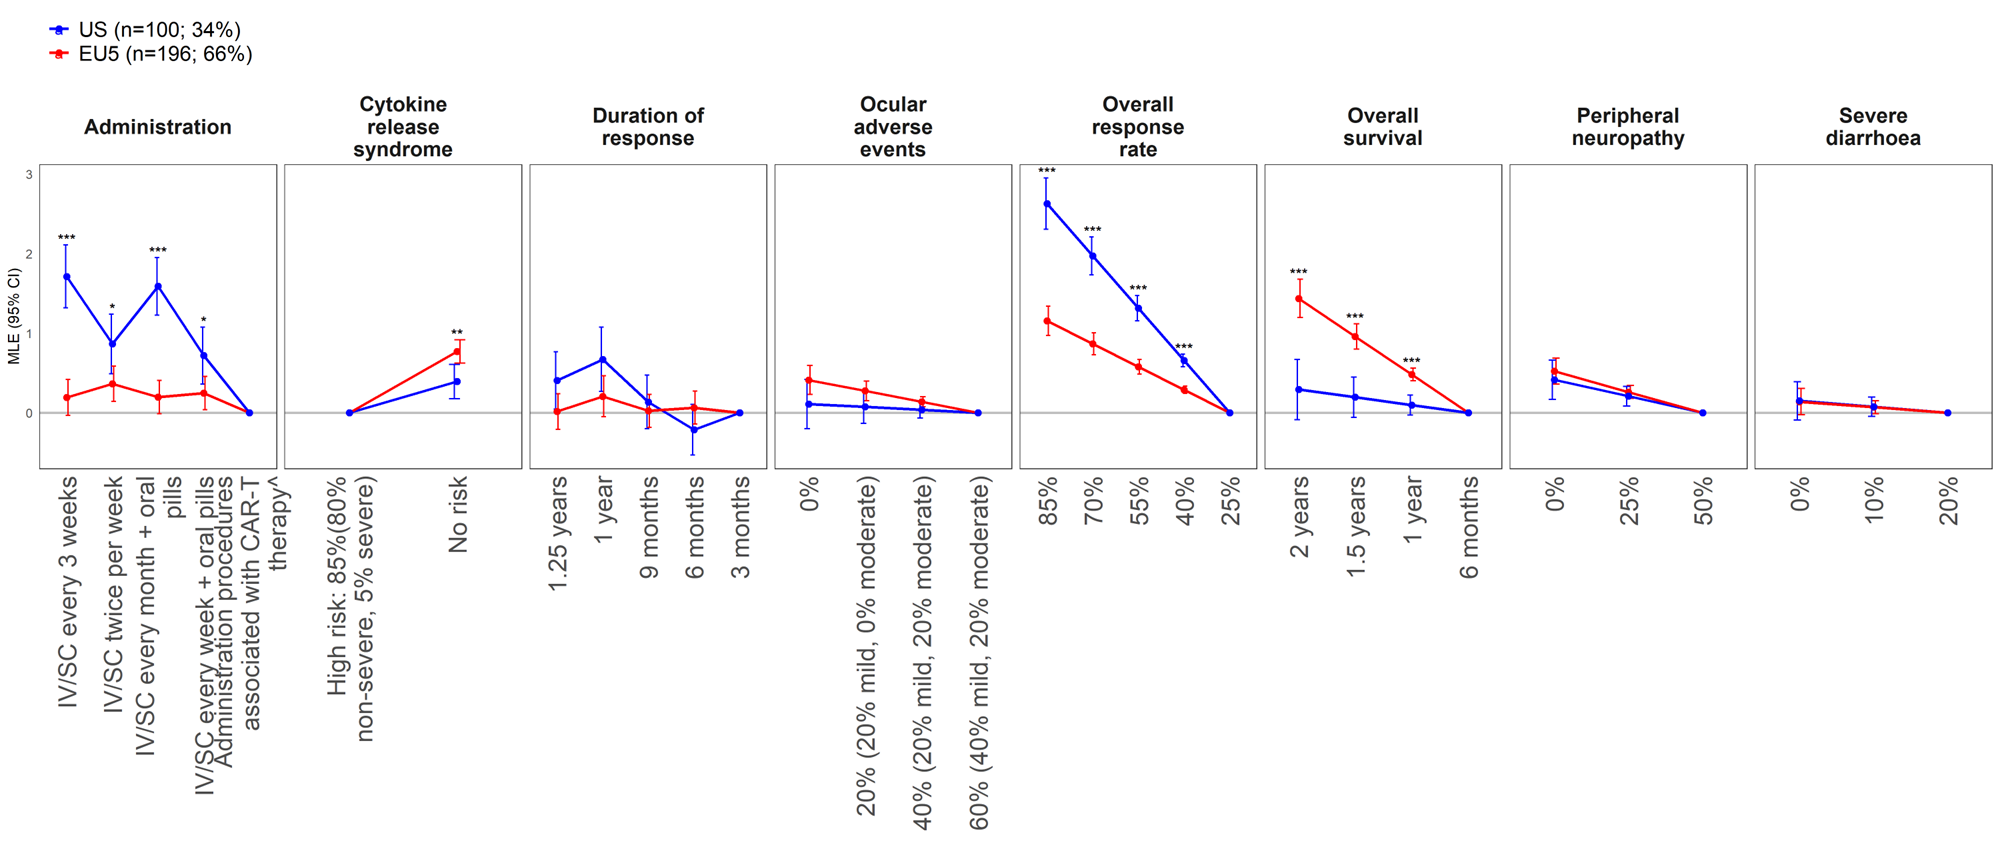 US (n=100; 34%)
EU5 (n=196; 66%)
Administration
Cytokine
release
syndrome
Duration of
response
Ocular
adverse
events
Overall
response
rate
Overall
survival
Peripheral
neuropathy
Severe
diarrhoea
MLE (95% CI)
3
2
1
0
***
*
***
*
**
***
***
***
***
***
***
***
IV/SC every 3 weeks
IV/SC twice per week
IV/SC every month + oral
pills
IV/SC every week + oral pills
Administration procedures
associated with CAR-T
therapy^
High risk: 85%(80%
non-severe, 5% severe)
No risk
1.25 years
1 year
9 months
6 months
3 months
0%
20% (20% mild, 0% moderate)
40% (20% mild, 20% moderate)
60% (40% mild, 20% moderate)
85%
70%
55%
40%
25%
2 years
1.5 years
1 year
6 months
0%
25%
50%
0%
10%
20%